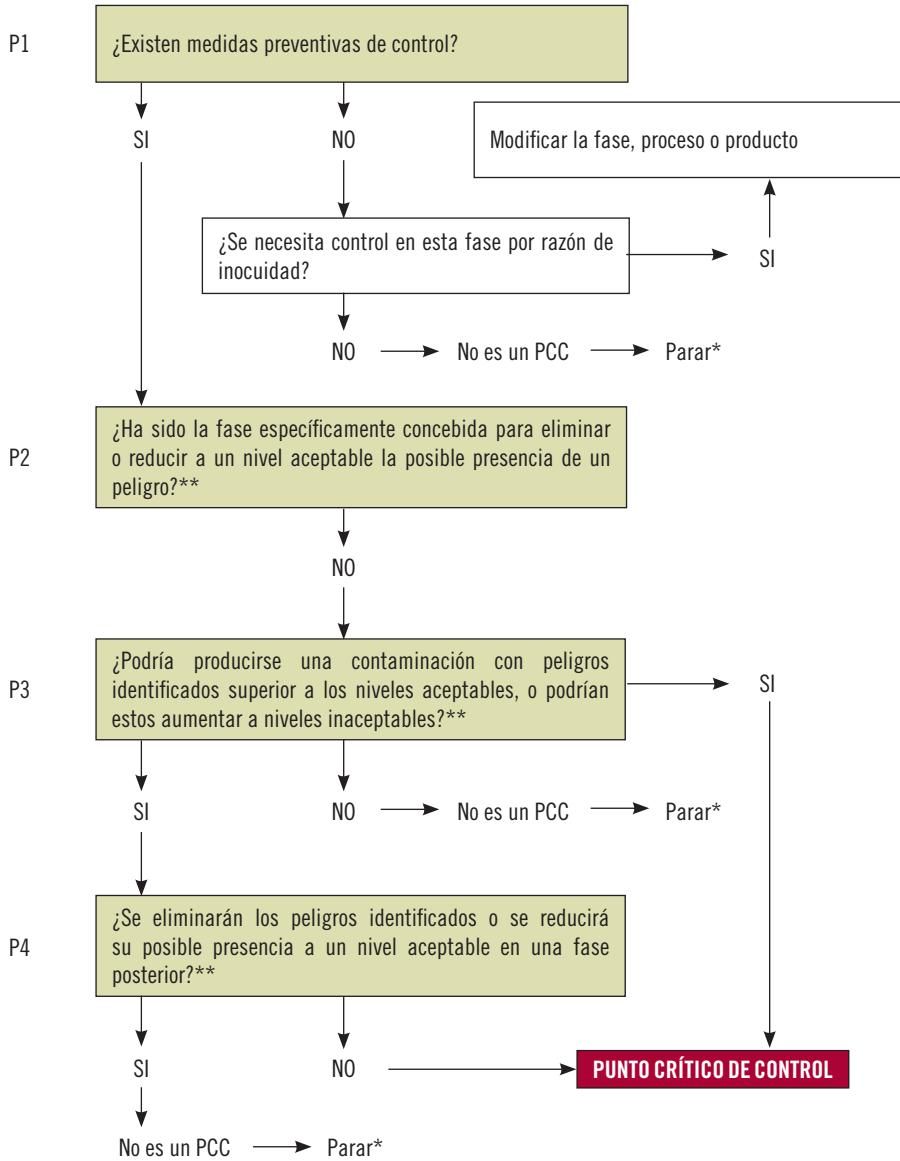 P1
¿Existen medidas preventivas de control?
SI
NO
Modificar la fase, proceso o producto
¿Se necesita control en esta fase por razón de
inocuidad?
SI
NO
No es un PCC
Parar*
P2
¿Ha sido la fase específicamente concebida para eliminar
o reducir a un nivel aceptable la posible presencia de un
peligro?**
NO
P3
¿Podría producirse una contaminación con peligros
identificados superior a los niveles aceptables, o podrían
estos aumentar a niveles inaceptables?**
SI
SI
NO
No es un PCC
Parar*
P4
¿Se eliminarán los peligros identificados o se reducirá
su posible presencia a un nivel aceptable en una fase
posterior?**
SI
NO
PUNTO CRÍTICO DE CONTROL
No es un PCC
Parar*